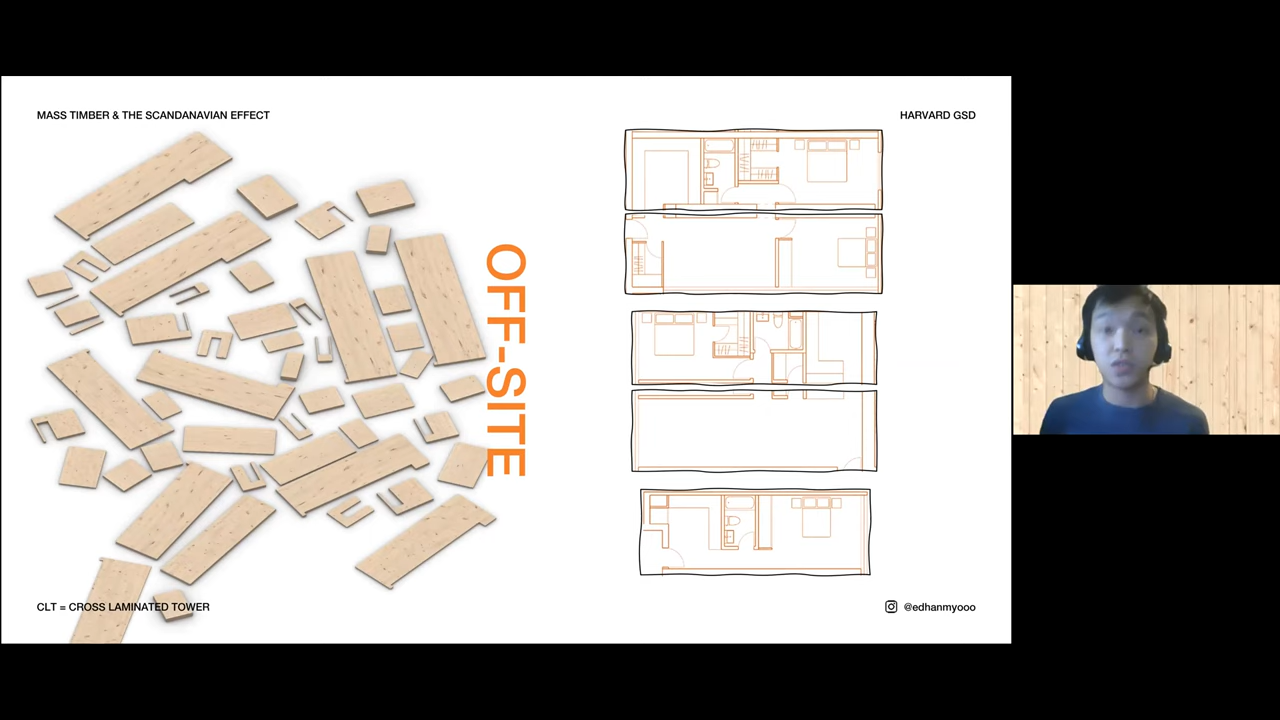 MASS TIMBER & THE SCANDANAVIAN EFFECT
HARVARD GSD
OFF-SITE
CLT = CROSS LAMINATED TOWER
@edhanmyooo